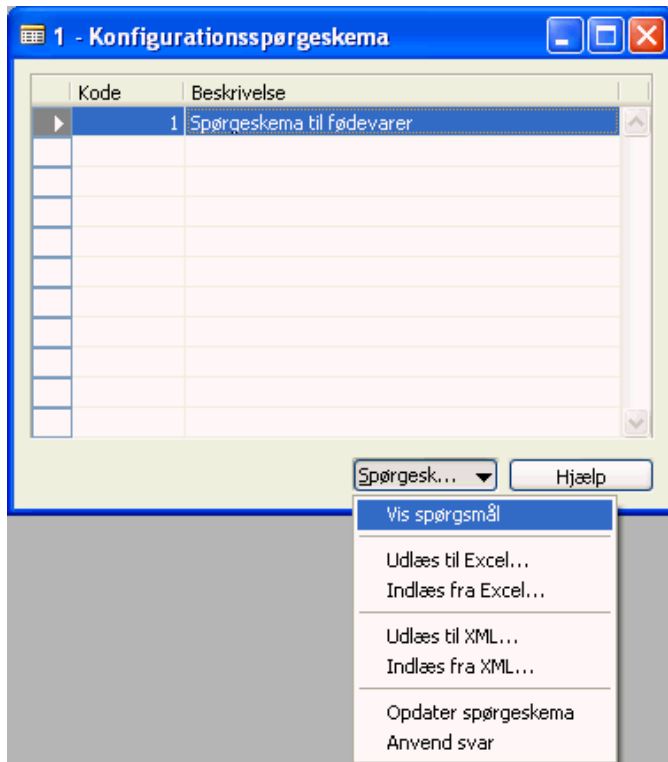 1 - Konfigurationsspørgeskema
Kode Beskrivelse
1 Spørgeskema til fødevarer
Spørgesk... Hjælp
Vis spørgsmål
Udlæs til Excel...
Indlæs fra Excel...
Udlæs til XML...
Indlæs fra XML...
Opdater spørgeskema
Anvend svar